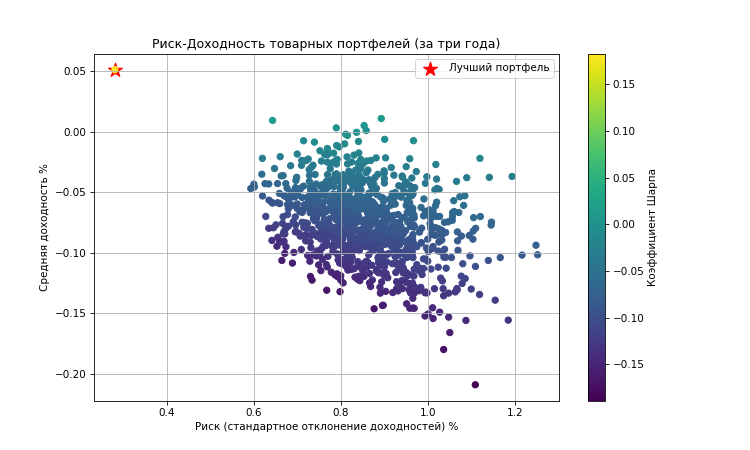 Риск-Доходность товарных портфелей (за три года)
Лучший портфель
Средняя доходность %
0.05
0.00
−0.05
−0.10
−0.15
−0.20
0.4 0.6 0.8 1.0 1.2
Риск (стандартное отклонение доходностей) %
0.15
0.10
0.05
0.00
−0.05
−0.10
−0.15
Коэффициент Шарпа